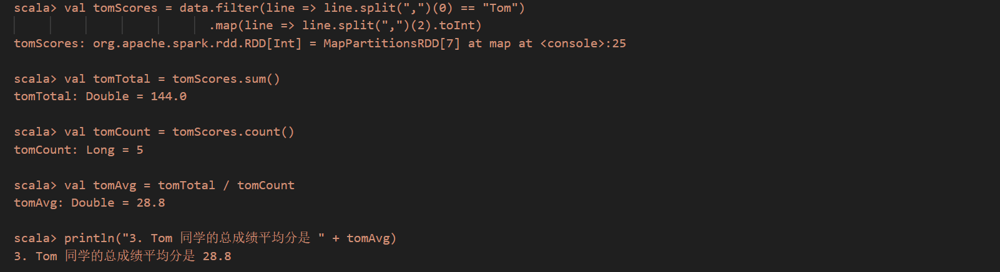 scala> val tomScores = data.filter(line => line.split(",")(0) == "Tom")
.map(line => line.split(",")(2).toInt)
tomScores: org.apache.spark.rdd.RDD[Int] = MapPartitionsRDD[7] at map at <console>:25
scala> val tomTotal = tomScores.sum()
tomTotal: Double = 144.0
scala> val tomCount = tomScores.count()
tomCount: Long = 5
scala> val tomAvg = tomTotal / tomCount
tomAvg: Double = 28.8
scala> println("3. Tom 同学的总成绩平均分是 " + tomAvg)
3. Tom 同学的总成绩平均分是 28.8